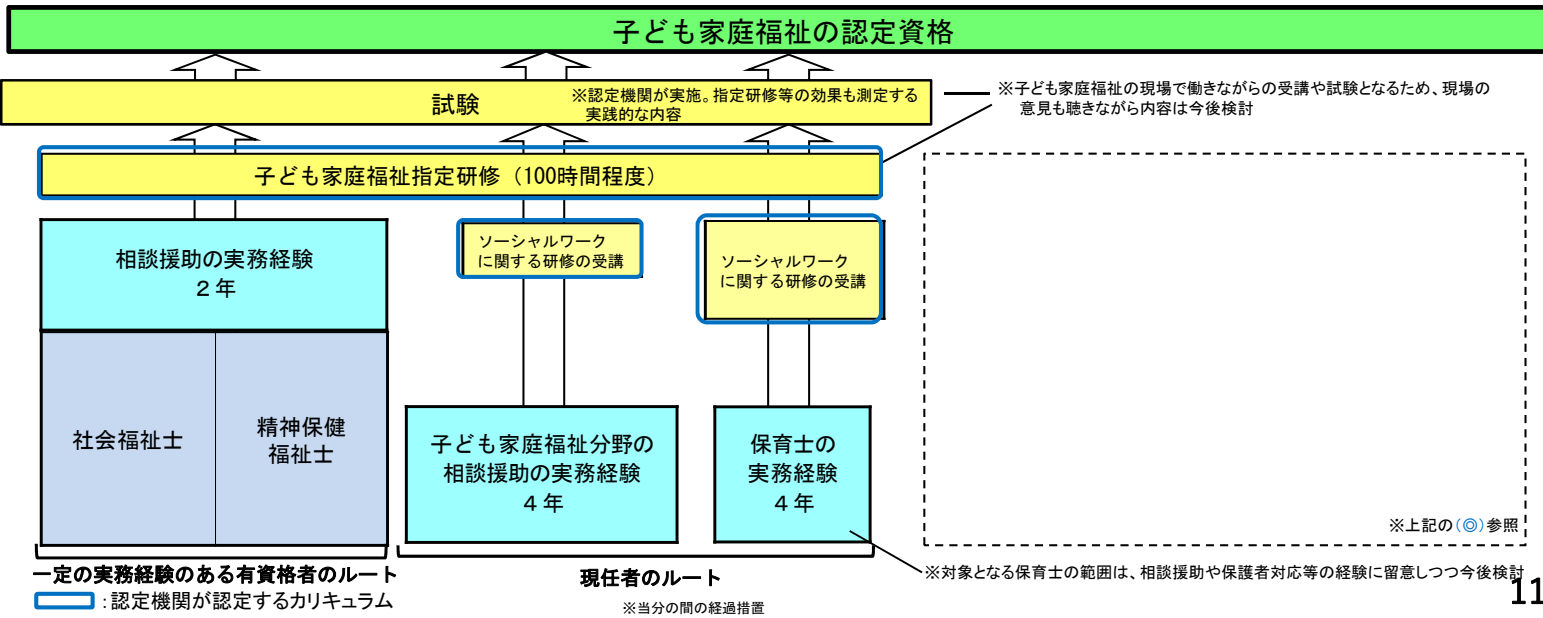 子ども家庭福祉の認定資格
試験
※認定機関が実施。指定研修等の効果も測定する
実践的な内容
※子ども家庭福祉の現場で働きながらの受講や試験となるため、現場の
意見も聴きながら内容は今後検討
子ども家庭福祉指定研修（100時間程度）
相談援助の実務経験
２年
ソーシャルワーク
に関する研修の受講
ソーシャルワーク
に関する研修の受講
社会福祉士
精神保健
福祉士
子ども家庭福祉分野の
相談援助の実務経験
４年
保育士の
実務経験
４年
※上記の(◎)参照
一定の実務経験のある有資格者のルート
現任者のルート
※対象となる保育士の範囲は、相談援助や保護者対応等の経験に留意しつつ今後検討
：認定機関が認定するカリキュラム
※当分の間の経過措置
11